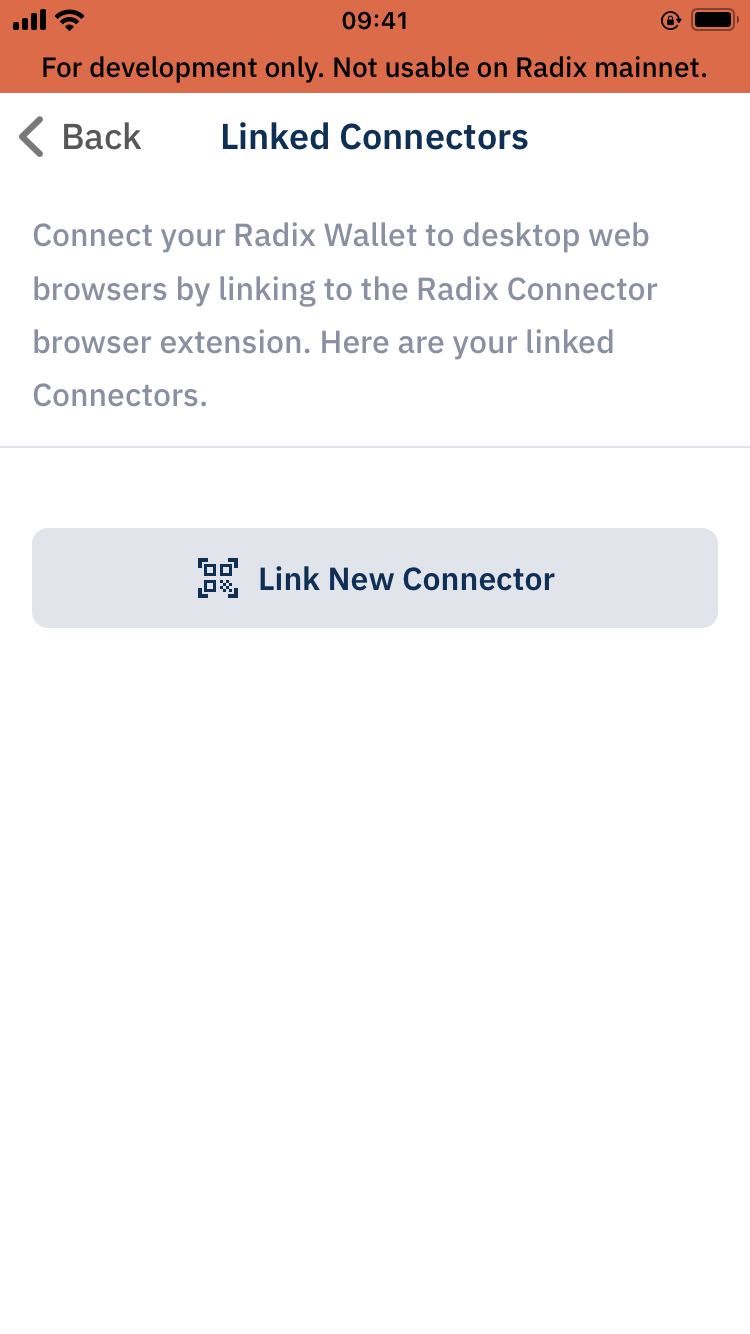 09:41
For development only. Not usable on Radix mainnet.
Back
Linked Connectors
Connect your Radix Wallet to desktop web
browsers by linking to the Radix Connector
browser extension. Here are your linked
Connectors.
Link New Connector